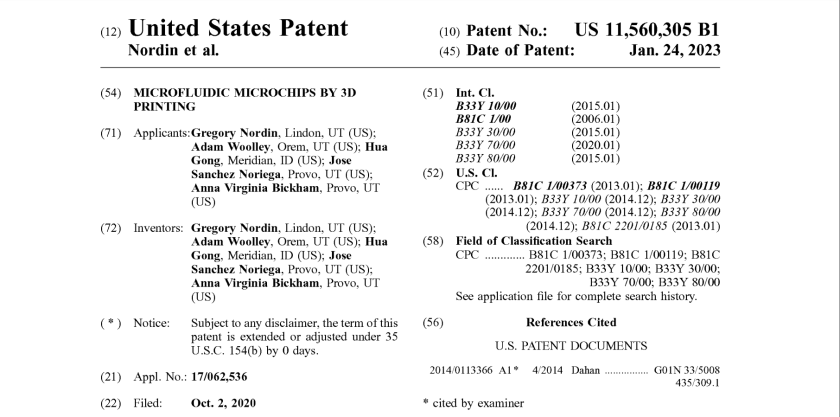 (12) United States Patent
Nordin et al.
(10) Patent No.: US 11,560,305 B1
(45) Date of Patent: Jan. 24, 2023
(54) MICROFLUIDIC MICROCHIPS BY 3D
PRINTING
(71) Applicants: Gregory Nordin, Lindon, UT (US);
Adam Woolley, Orem, UT (US); Hua
Gong, Meridian, ID (US); Jose
Sanchez Noriega, Provo, UT (US);
Anna Virginia Bickham, Provo, UT
(US)
(72) Inventors: Gregory Nordin, Lindon, UT (US);
Adam Woolley, Orem, UT (US); Hua
Gong, Meridian, ID (US); Jose
Sanchez Noriega, Provo, UT (US);
Anna Virginia Bickham, Provo, UT
(US)
( * ) Notice: Subject to any disclaimer, the term of this
patent is extended or adjusted under 35
U.S.C. 154(b) by 0 days.
(21) Appl. No.: 17/062,536
(22) Filed: Oct. 2, 2020
(51) Int. Cl.
B33Y 10/00 (2015.01)
B81C 1/00 (2006.01)
B33Y 30/00 (2015.01)
B33Y 70/00 (2020.01)
B33Y 80/00 (2015.01)
(52) U.S. Cl.
CPC ...... B81C 1/00373 (2013.01); B81C 1/00119
(2013.01); B33Y 10/00 (2014.12); B33Y 30/00
(2014.12); B33Y 70/00 (2014.12); B33Y 80/00
(2014.12); B81C 2201/0185 (2013.01)
(58) Field of Classification Search
CPC ............ B81C 1/00373; B81C 1/00119; B81C
2201/0185; B33Y 10/00; B33Y 30/00;
B33Y 70/00; B33Y 80/00
See application file for complete search history.
(56) References Cited
U.S. PATENT DOCUMENTS
2014/0113366 A1* 4/2014 Dahan ................ G01N 33/5008
435/309.1
* cited by examiner